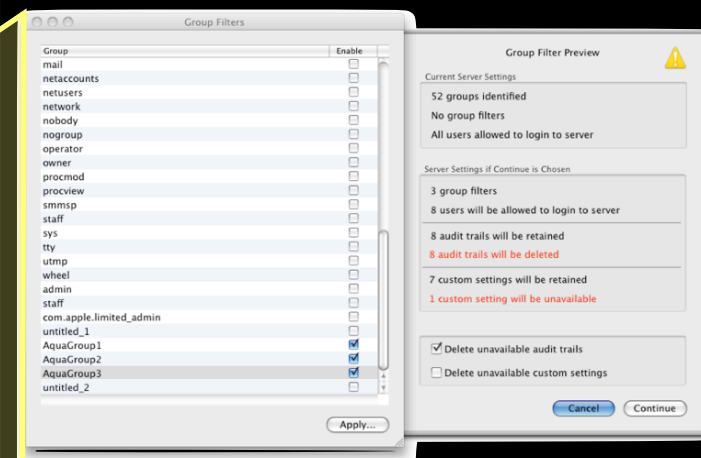 Group Filters
Group Enable
mail
netaccounts
netusers
network
nobody
nogroup
operator
owner
procmod
procview
smmsp
staff
sys
tty
utmp
wheel
admin
staff
com.apple.limited_admin
untitled_1
AquaGroup1
AquaGroup2
AquaGroup3
untitled_2
Apply...
Group Filter Preview
Current Server Settings
52 groups identified
No group filters
All users allowed to login to server
Server Settings if Continue is Chosen
3 group filters
8 users will be allowed to login to server
8 audit trails will be retained
8 audit trails will be deleted
7 custom settings will be retained
1 custom setting will be unavailable
Delete unavailable audit trails
Delete unavailable custom settings
Cancel Continue